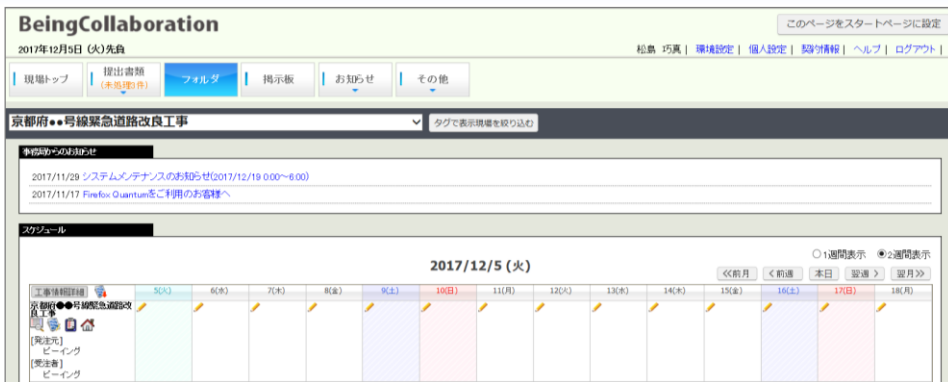 BeingCollaboration
このページをスタートページに設定
2017年12月5日 (火)先負
松島 巧真 | 環境設定 | 個人設定 | 契約情報 | ヘルプ | ログアウト |
現場トップ
提出書類
(未処理0件)
フォルダ
掲示板
お知らせ
その他
京都府●●号線緊急道路改良工事
タグで表示現場を絞り込む
事務局からのお知らせ
2017/11/29 システムメンテナンスのお知らせ(2017/12/19 0:00～6:00)
2017/11/17 Firefox Quantumをご利用のお客様へ
スケジュール
1週間表示 2週間表示
2017/12/5 (火)
≪前月 <前週 本日 翌週 > 翌月≫
工事情報詳細 5(火) 6(水) 7(木) 8(金) 9(土) 10(日) 11(月) 12(火) 13(水) 14(木) 15(金) 16(土) 17(日) 18(月)
京都府●●号線緊急道路改
良工事
[発注元]
ビーイング
[受注者]
ビーイング